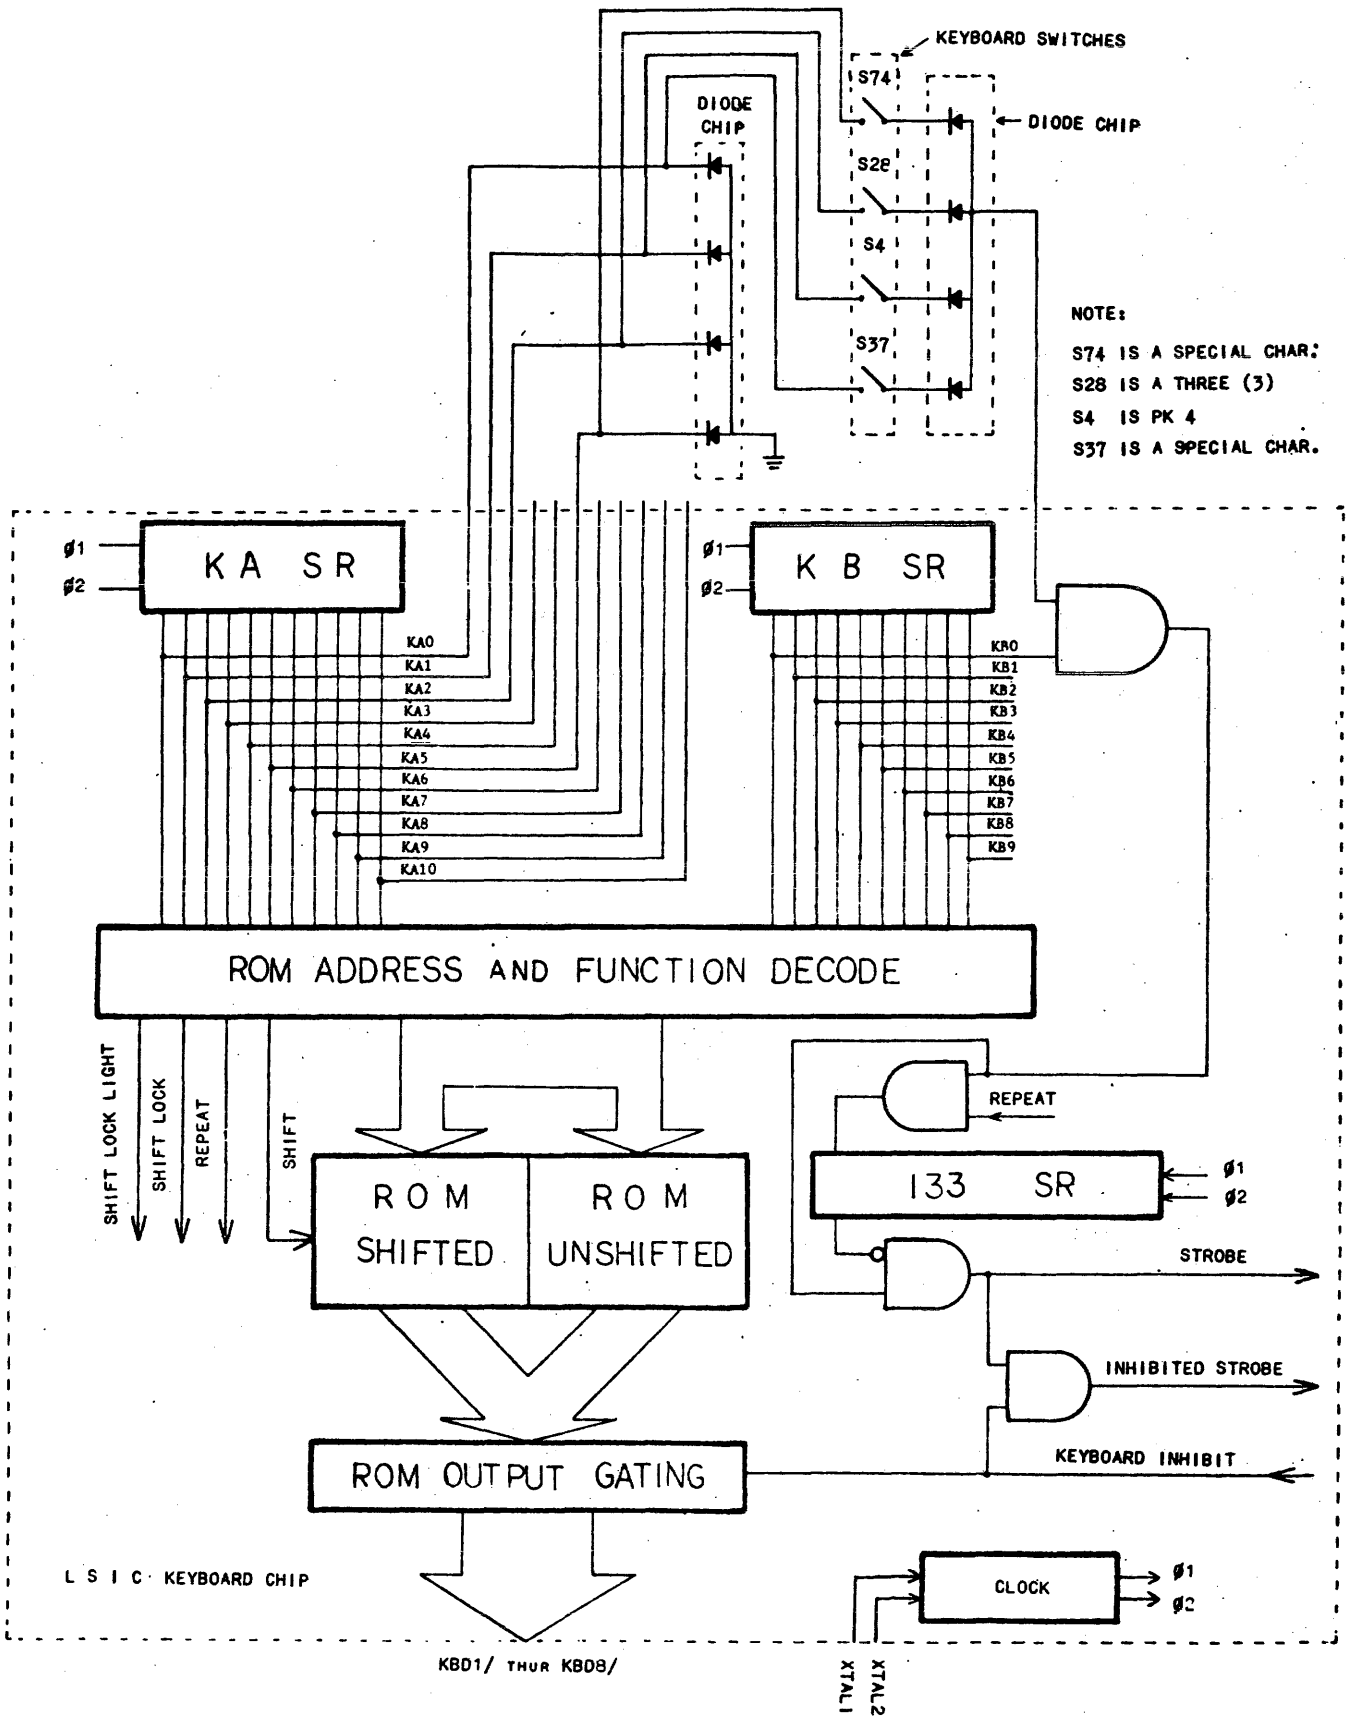 KEYBOARD SWITCHES
S74
DIODE
CHIP
DIODE CHIP
S28
S4
S37
NOTE:
S74 IS A SPECIAL CHAR.
S28 IS A THREE (3)
S4 IS PK 4
S37 IS A SPECIAL CHAR.
Ø1
Ø2
K A SR
Ø1
Ø2
K B SR
KA0
KA1
KA2
KA3
KA4
KA5
KA6
KA7
KA8
KA9
KA10
KB0
KB1
KB2
KB3
KB4
KB5
KB6
KB7
KB8
KB9
ROM ADDRESS AND FUNCTION DECODE
SHIFT LOCK LIGHT
SHIFT LOCK
REPEAT
SHIFT
REPEAT
ROM
SHIFTED
ROM
UNSHIFTED
133 SR
Ø1
Ø2
STROBE
INHIBITED STROBE
KEYBOARD INHIBIT
ROM OUTPUT GATING
L S I C KEYBOARD CHIP
CLOCK
Ø1
Ø2
KBD1/ THUR KBD8/
XTAL1
XTAL2